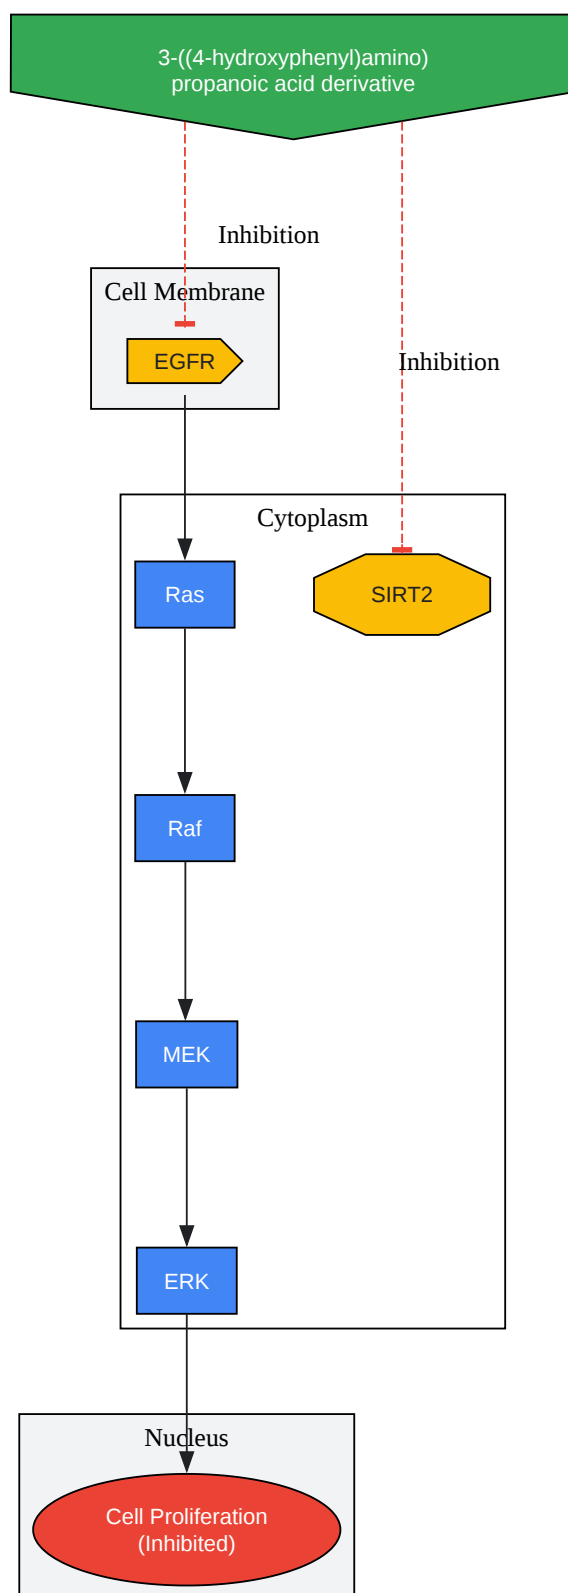 3-((4-hydroxyphenyl)amino)
propanoic acid derivative
Inhibition
Cell Membrane
EGFR
Inhibition
Cytoplasm
Ras
SIRT2
Raf
MEK
ERK
Nucleus
Cell Proliferation
(Inhibited)